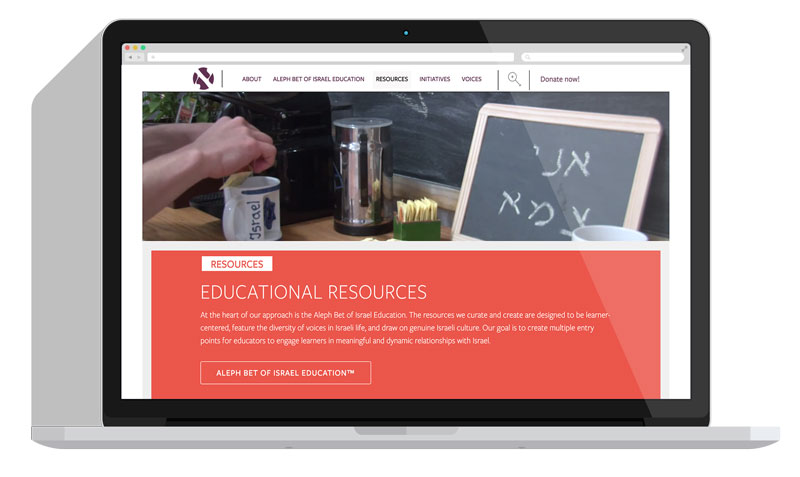 ABOUT ALEPH BET OF ISRAEL EDUCATION RESOURCES INITIATIVES VOICES Donate now!
אני
צמא
Israel
RESOURCES
EDUCATIONAL RESOURCES
At the heart of our approach is the Aleph Bet of Israel Education. The resources we curate and create are designed to be learner-
centered, feature the diversity of voices in Israeli life, and draw on genuine Israeli culture. Our goal is to create multiple entry
points for educators to engage learners in meaningful and dynamic relationships with Israel.
ALEPH BET OF ISRAEL EDUCATION™